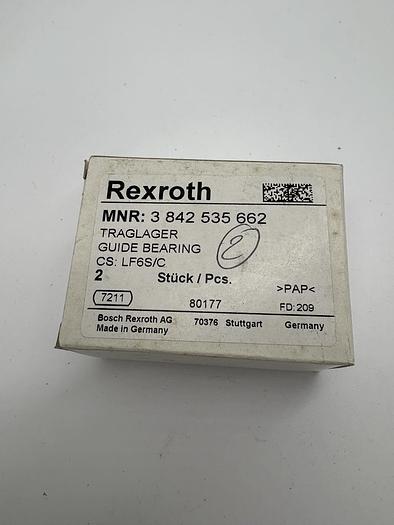 Rexroth
MNR: 3 842 535 662
TRAGLAGER
GUIDE BEARING
2
CS: LF6S/C
2 Stück / Pcs.
>PAP<
7211 80177 FD: 209
Bosch Rexroth AG 70376 Stuttgart Germany
Made in Germany